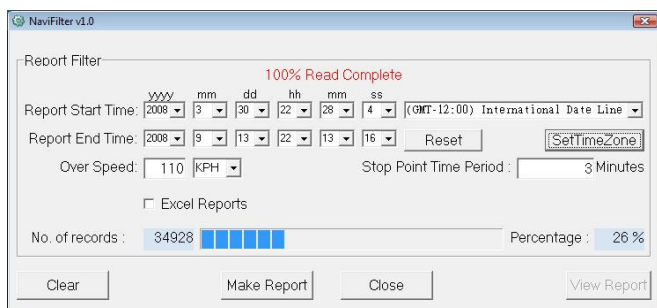 NaviFilter v1.0
Report Filter
100% Read Complete
yyyy mm dd hh mm ss
Report Start Time: 2008 3 30 22 28 4 (GMT-12:00) International Date Line
Report End Time: 2008 9 13 22 13 16 Reset SetTimeZone
Over Speed: 110 KPH Stop Point Time Period : 3 Minutes
Excel Reports
No. of records : 34928 Percentage : 26 %
Clear Make Report Close View Report